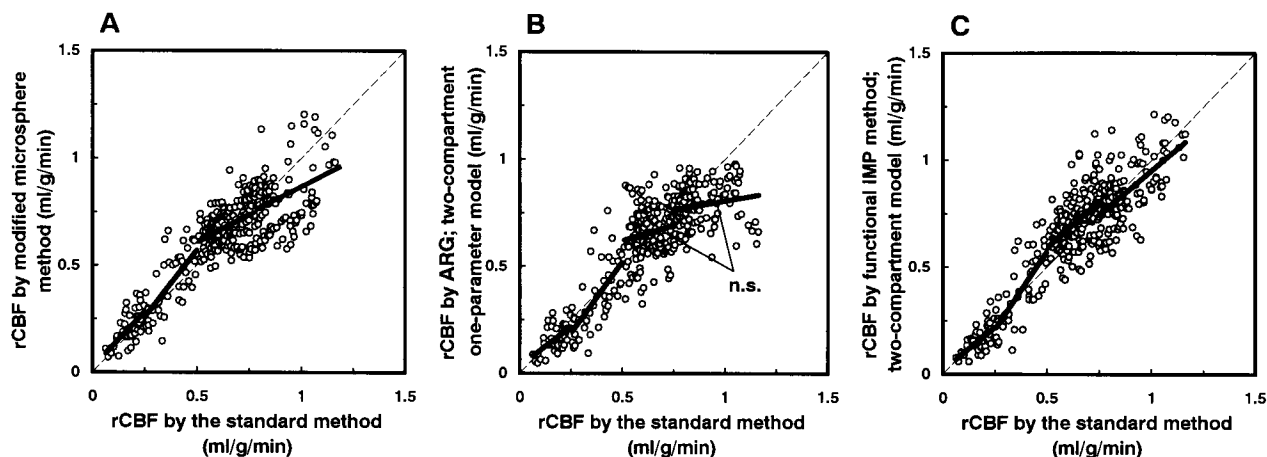 A
rCBF by modified microsphere
method (ml/g/min)
1.5
1
0.5
0
0
0.5
1
1.5
rCBF by the standard method
(ml/g/min)
B
rCBF by ARG; two-compartment
one-parameter model (ml/g/min)
1.5
1
0.5
0
n.s.
0
0.5
1
1.5
rCBF by the standard method
(ml/g/min)
C
rCBF by functional IMP method;
two-compartment model (ml/g/min)
1.5
1
0.5
0
0
0.5
1
1.5
rCBF by the standard method
(ml/g/min)